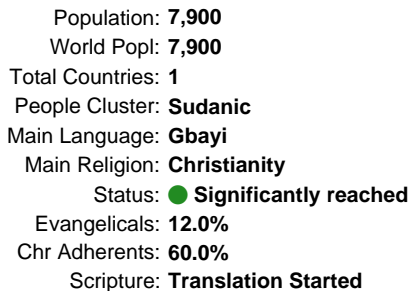 Population: 7,900
World Popl: 7,900
Total Countries: 1
People Cluster: Sudanic
Main Language: Gbayi
Main Religion: Christianity
Status: Significantly reached
Evangelicals: 12.0%
Chr Adherents: 60.0%
Scripture: Translation Started